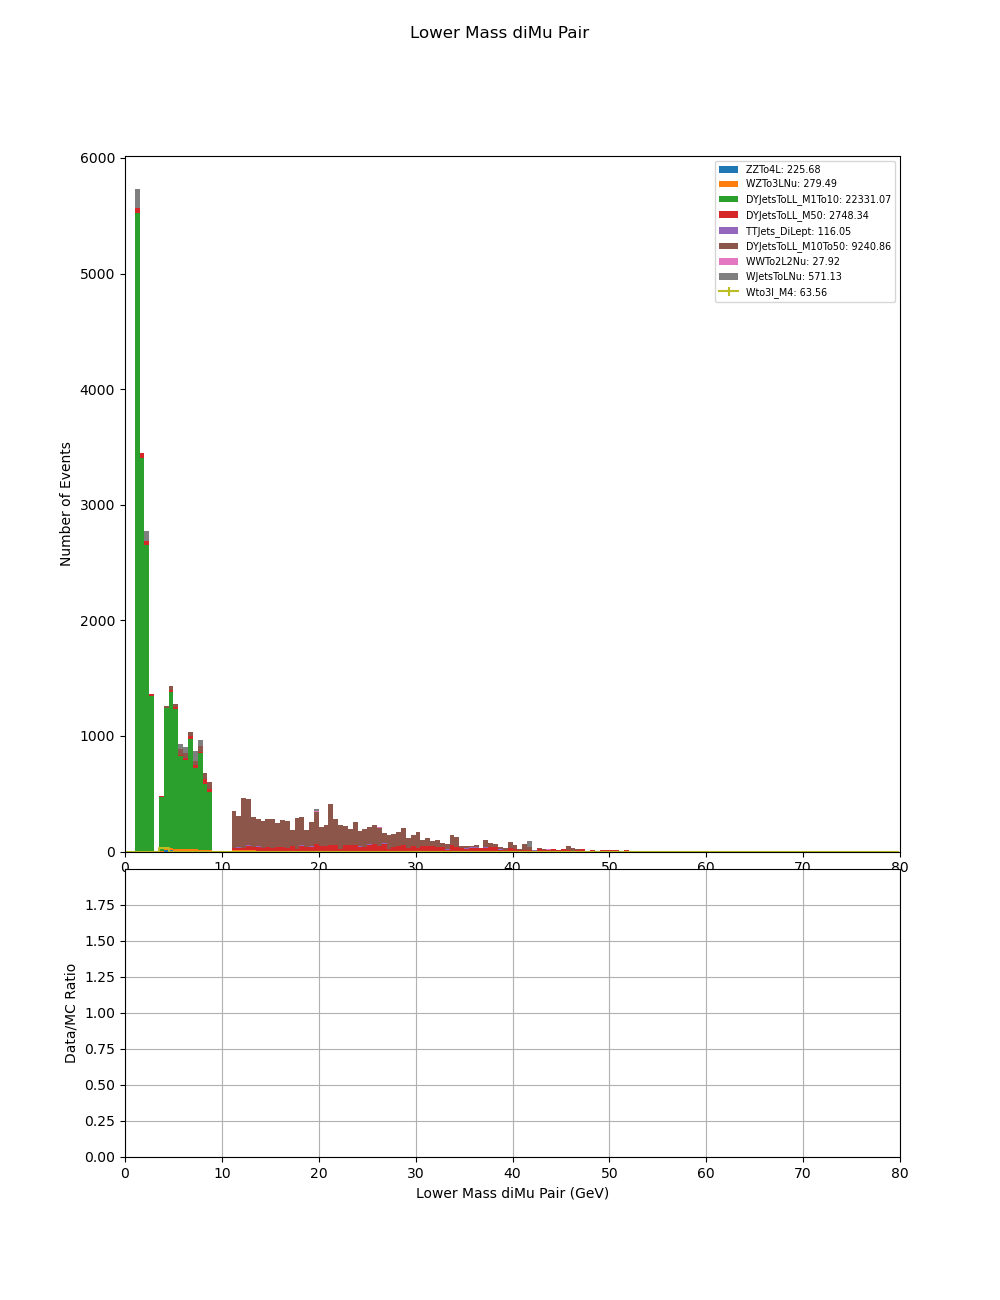 Lower Mass diMu Pair
6000
5000
4000
3000
2000
1000
0
Number of Events
ZZTo4L: 225.68
WZTo3LNu: 279.49
DYJetsToLL_M1To10: 22331.07
DYJetsToLL_M50: 2748.34
TTJets_DiLept: 116.05
DYJetsToLL_M10To50: 9240.86
WWTo2L2Nu: 27.92
WJetsToLNu: 571.13
Wto3l_M4: 63.56
0 10 20 30 40 50 60 70 80
1.75
1.50
1.25
1.00
0.75
0.50
0.25
0.00
Data/MC Ratio
0 10 20 30 40 50 60 70 80
Lower Mass diMu Pair (GeV)